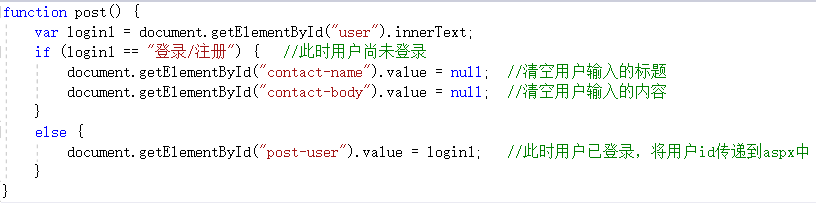 function post() {
    var login1 = document.getElementById("user").innerText;
    if (login1 == "登录/注册") {   //此时用户尚未登录
        document.getElementById("contact-name").value = null;  //清空用户输入的标题
        document.getElementById("contact-body").value = null;  //清空用户输入的内容
    }
    else {
        document.getElementById("post-user").value = login1;   //此时用户已登录，将用户id传递到aspx中
    }
}